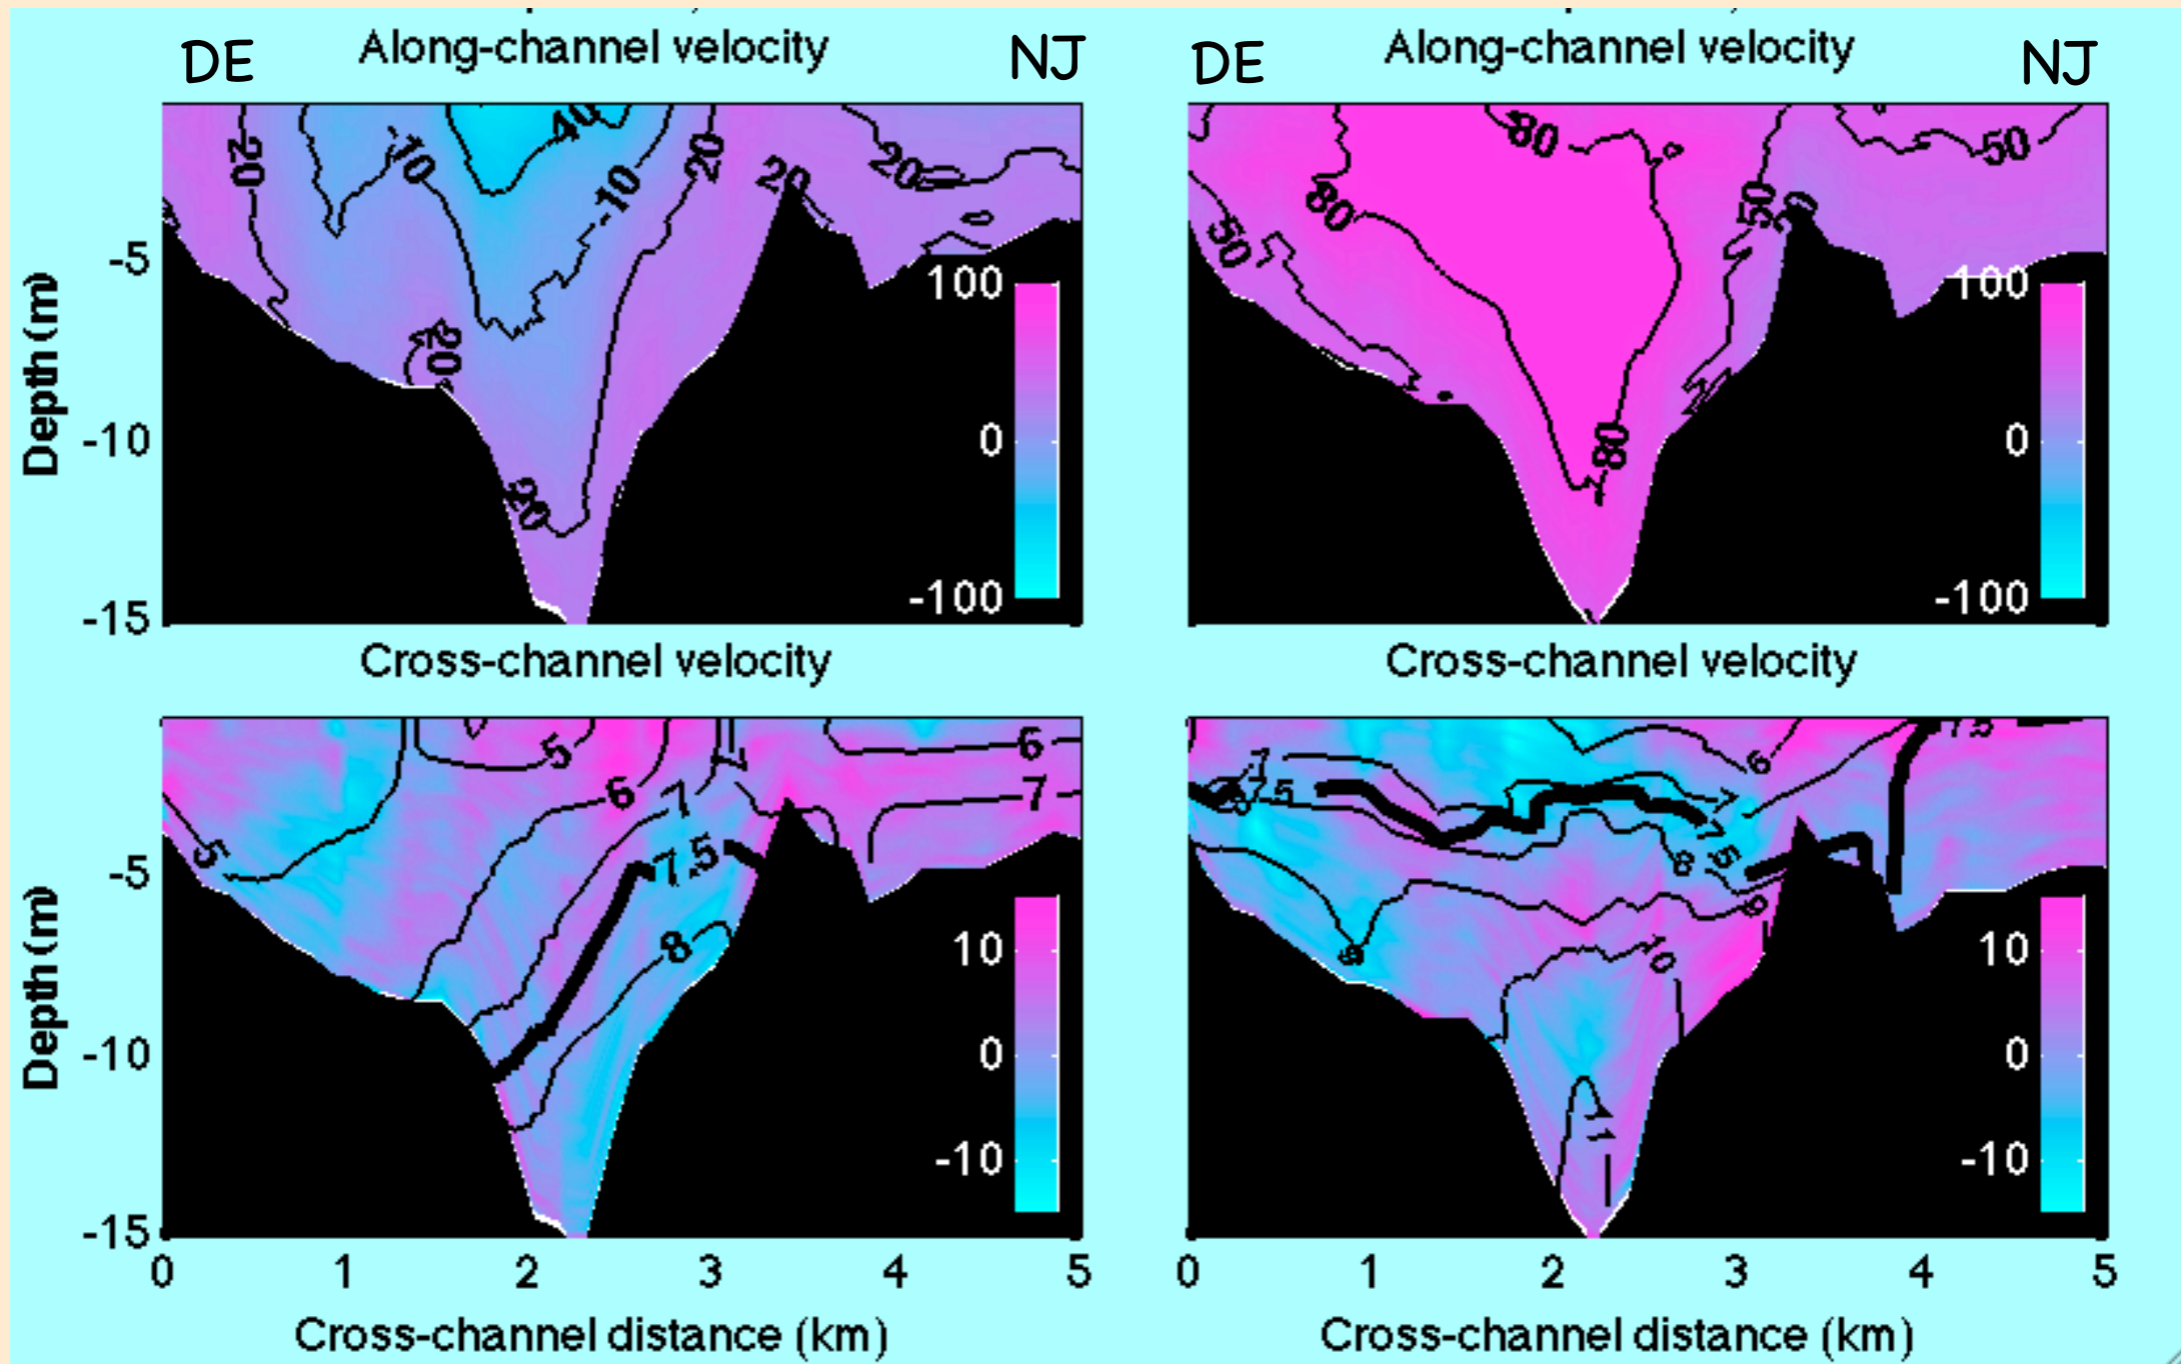 DE Along-channel velocity NJ
DE Along-channel velocity NJ
20 -10 40 -10 20 20 20
20 20
80 50
80 50 50
80
Depth (m)
-5
-10
-15
100
0
-100
100
0
-100
Cross-channel velocity
Cross-channel velocity
5 6 7 6
5 7 7
7.5
8
7 6 7.5
7.5 7
8
9 9
10
11
Depth (m)
-5
-10
-15
10
0
-10
10
0
-10
0 1 2 3 4 5
0 1 2 3 4 5
Cross-channel distance (km)
Cross-channel distance (km)